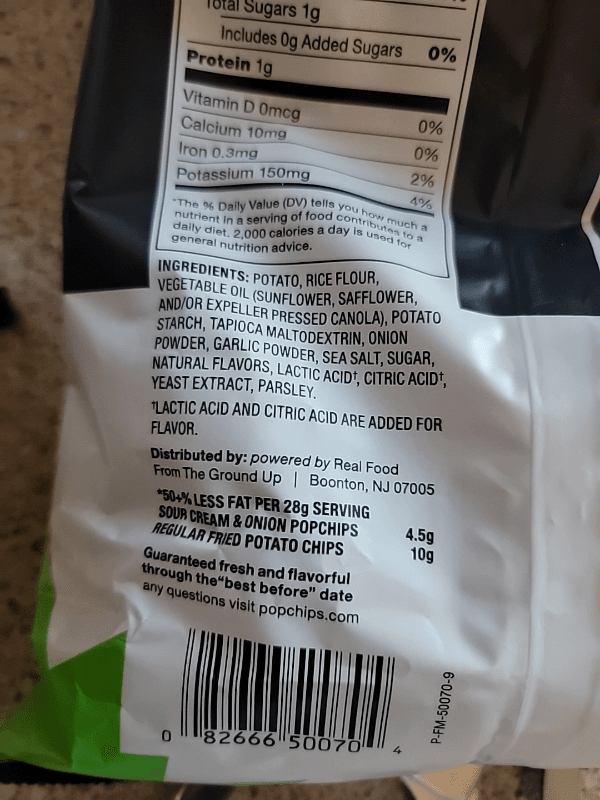 Total Sugars 1g
Includes 0g Added Sugars 0%
Protein 1g
Vitamin D 0mcg 0%
Calcium 10mg 0%
Iron 0.3mg 2%
Potassium 150mg 4%
*The % Daily Value (DV) tells you how much a
nutrient in a serving of food contributes to a
daily diet. 2,000 calories a day is used for
general nutrition advice.
INGREDIENTS: POTATO, RICE FLOUR,
VEGETABLE OIL (SUNFLOWER, SAFFLOWER,
AND/OR EXPELLER PRESSED CANOLA), POTATO
STARCH, TAPIOCA MALTODEXTRIN, ONION
POWDER, GARLIC POWDER, SEA SALT, SUGAR,
NATURAL FLAVORS, LACTIC ACID†, CITRIC ACID†,
YEAST EXTRACT, PARSLEY.
†LACTIC ACID AND CITRIC ACID ARE ADDED FOR
FLAVOR.
Distributed by: powered by Real Food
From The Ground Up | Boonton, NJ 07005
*50+% LESS FAT PER 28g SERVING
SOUR CREAM & ONION POPCHIPS 4.5g
REGULAR FRIED POTATO CHIPS 10g
Guaranteed fresh and flavorful
through the "best before" date
any questions visit popchips.com
0 82666 50070 4
P-FM-50070-9